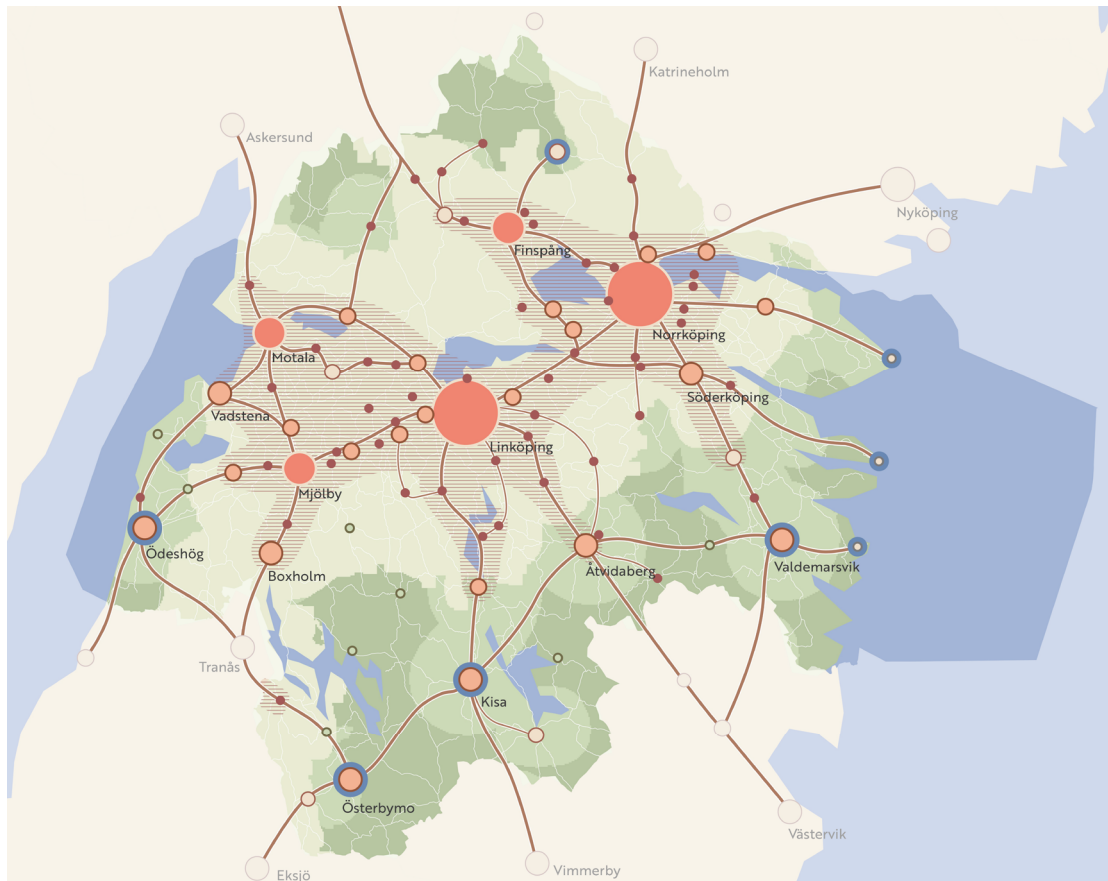 Katrineholm
Askersund
Nyköping
Finspång
Norrköping
Motala
Söderköping
Vadstena
Linköping
Mjölby
Ödeshög
Boxholm
Åtvidaberg
Valdemarsvik
Tranås
Kisa
Österbymo
Västervik
Vimmerby
Eksjö